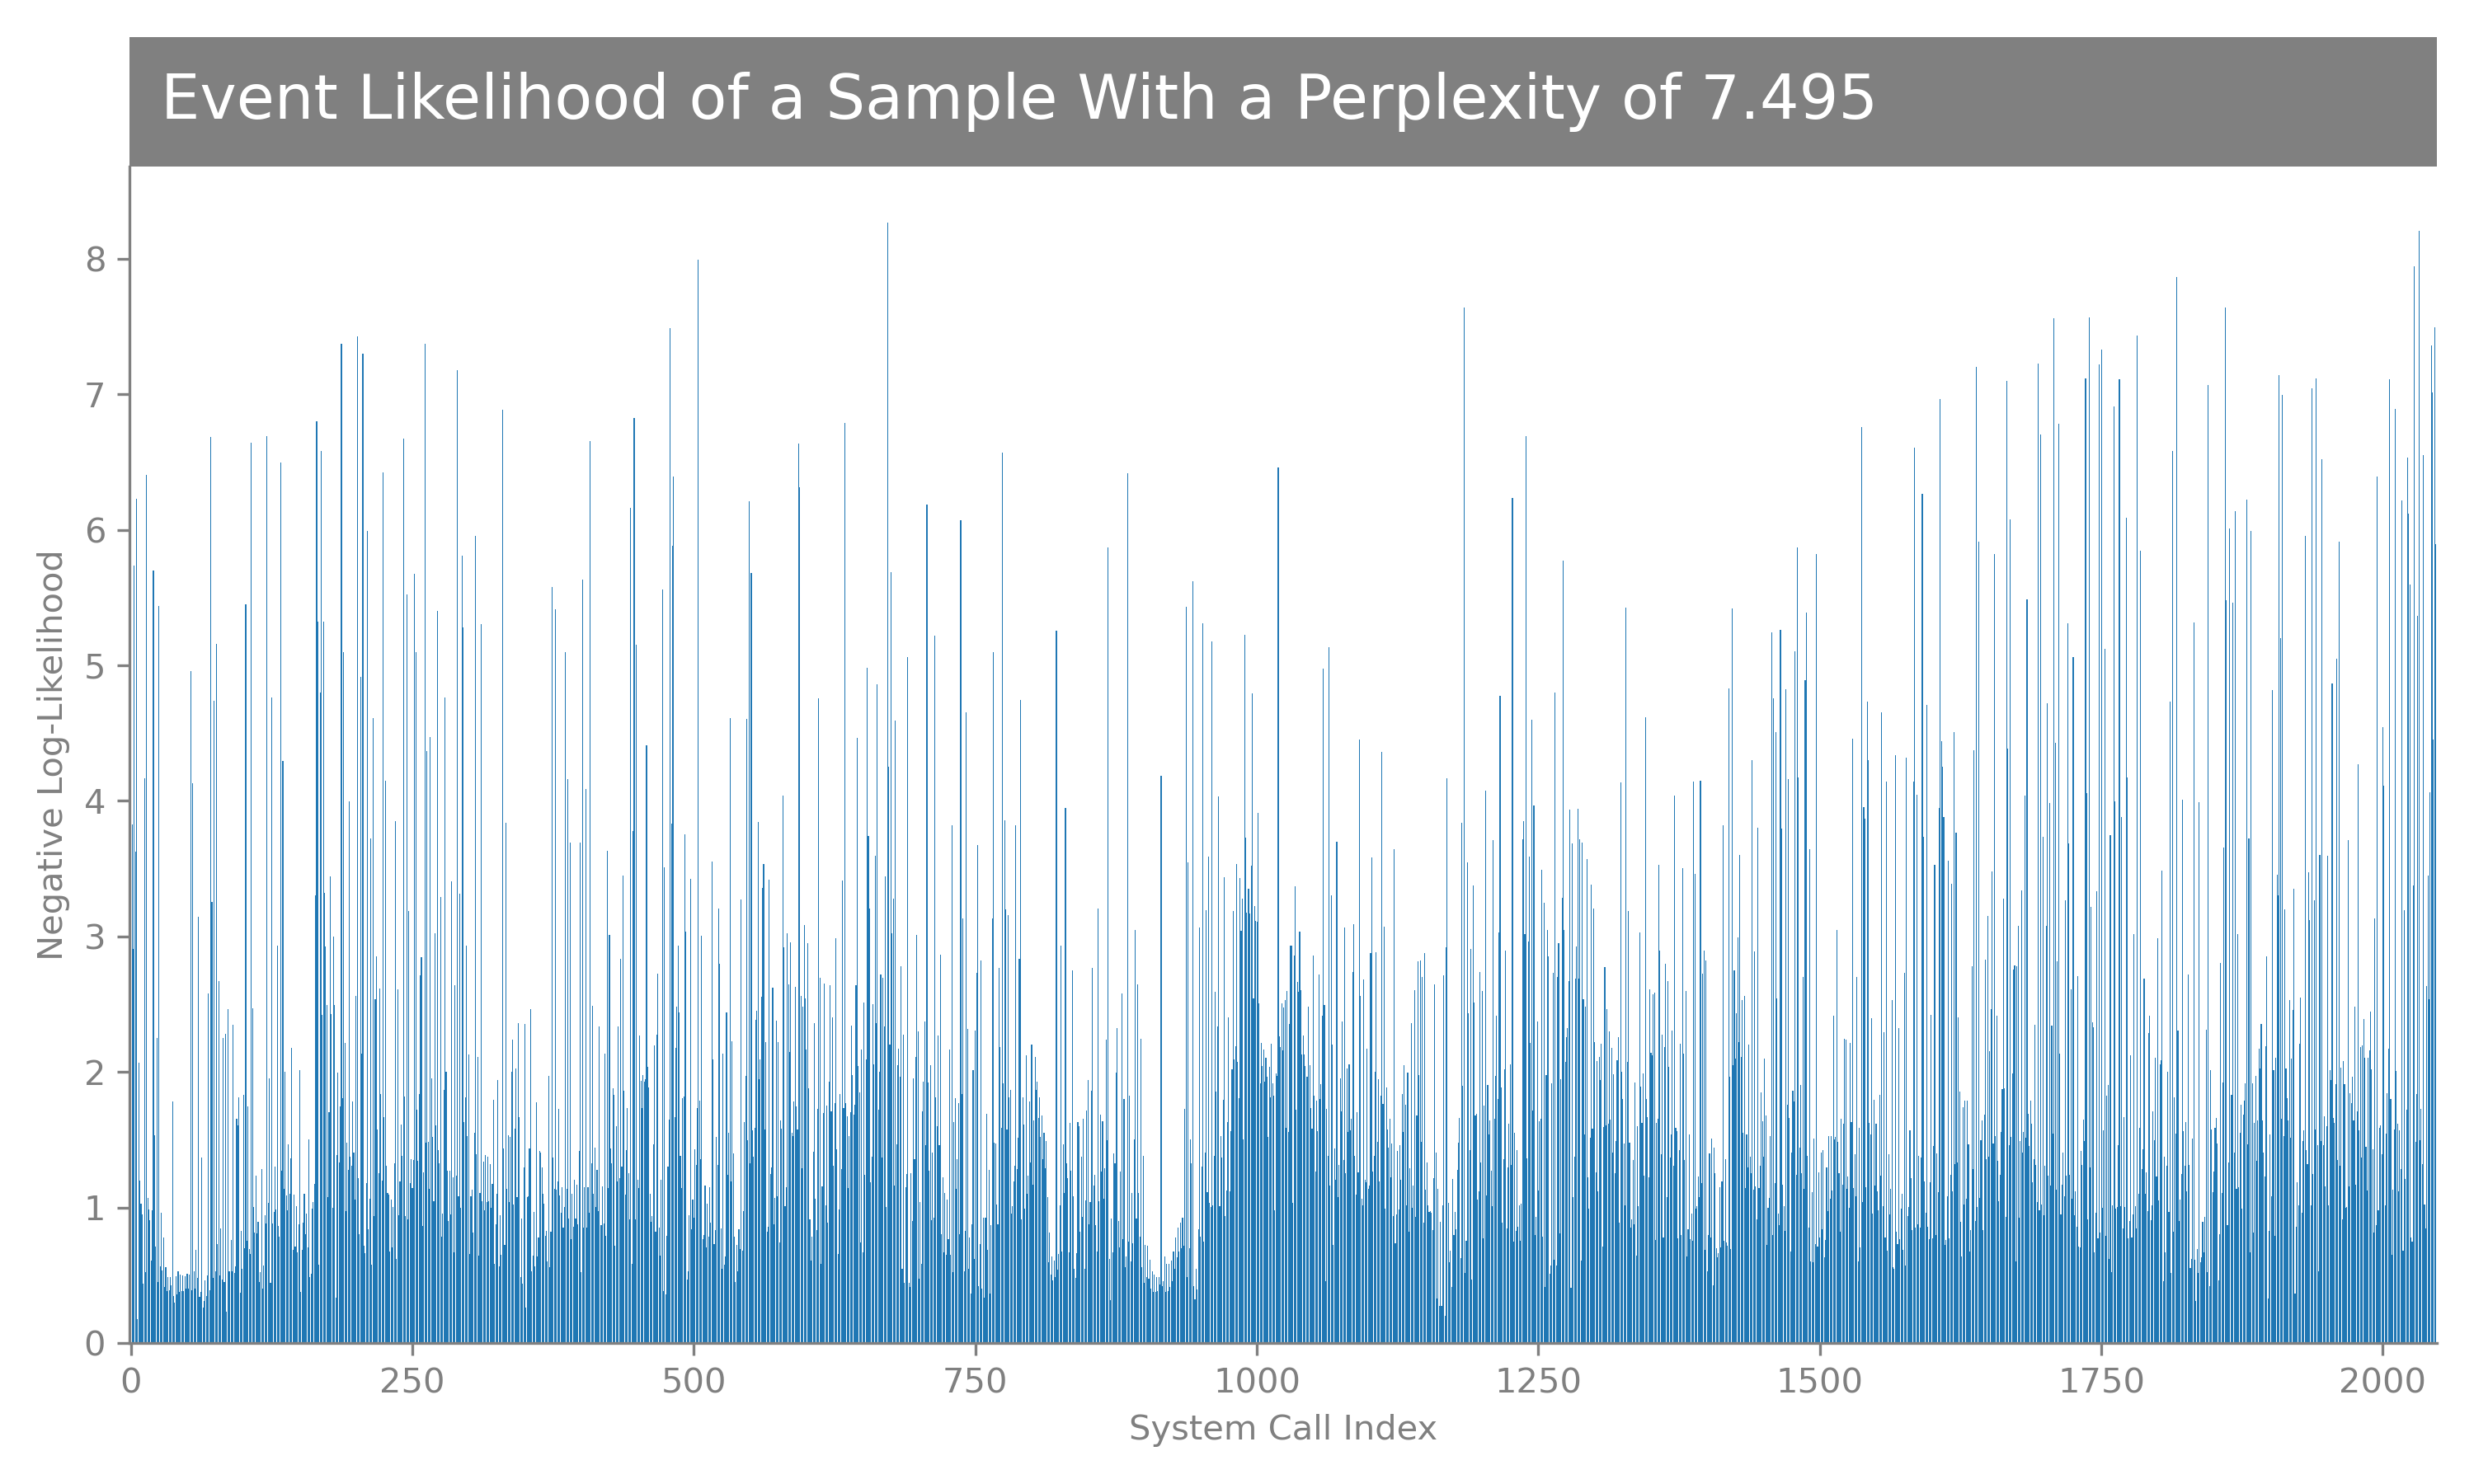 Event Likelihood of a Sample With a Perplexity of 7.495
8
7
6
5
4
3
2
1
0
Negative Log-Likelihood
0 250 500 750 1000 1250 1500 1750 2000
System Call Index